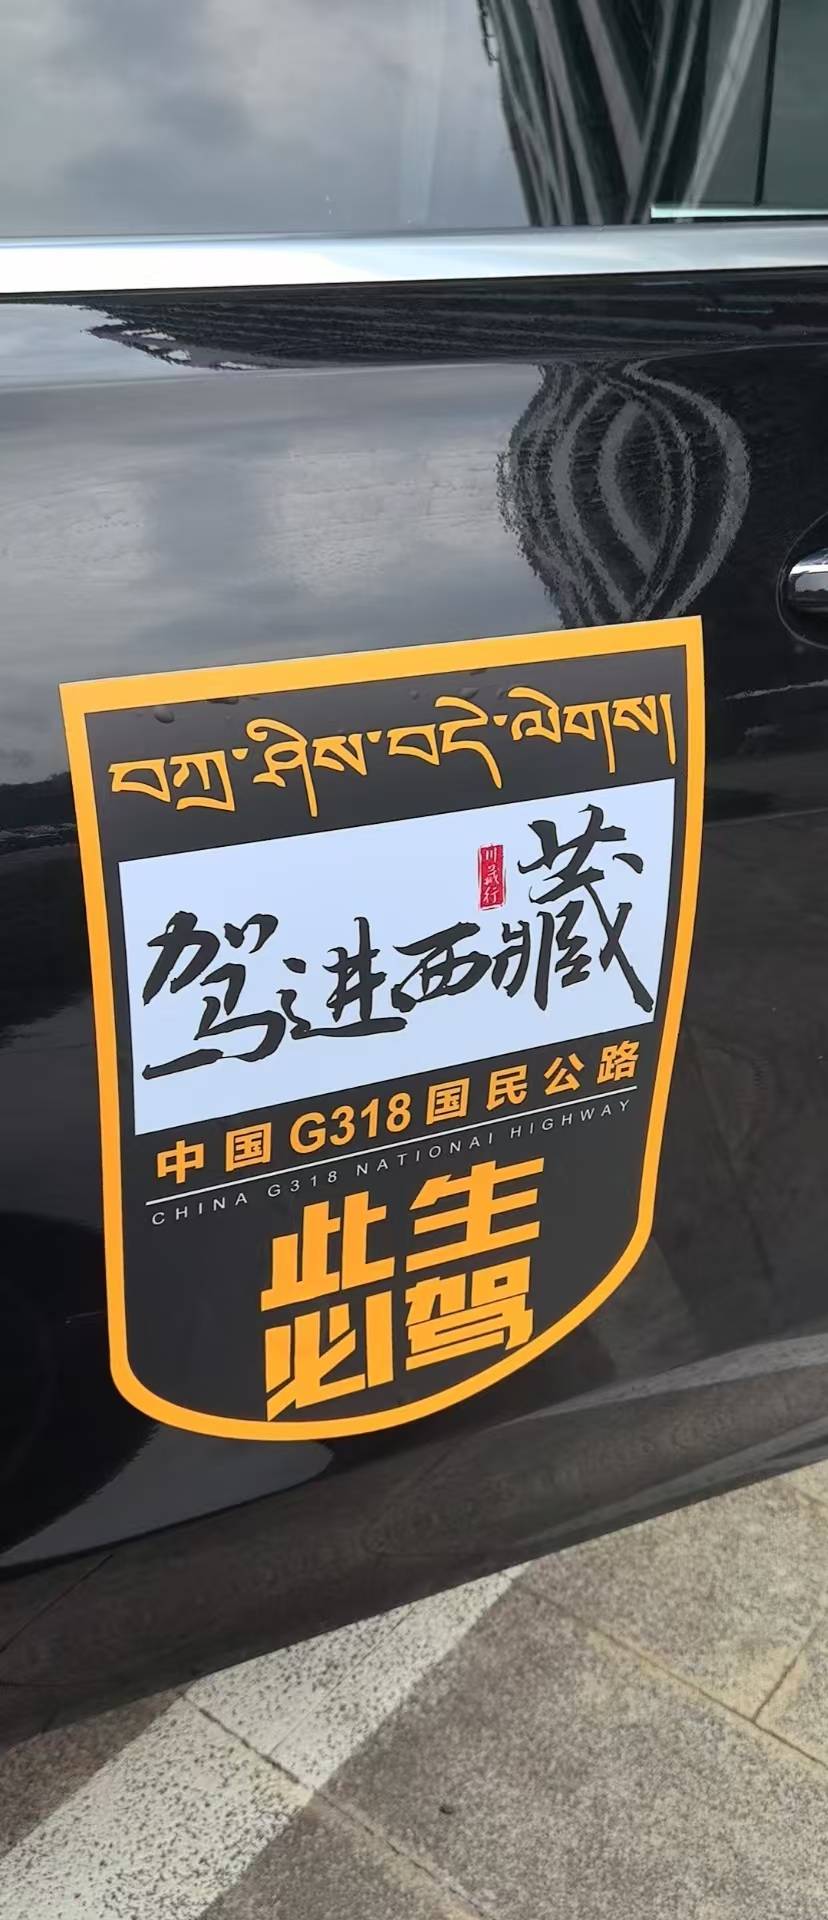 བཀྲ་ཤིས་བདེ་ལེགས།
驾进西藏
川藏行
中国G318国民公路
CHINA G318 NATIONAL HIGHWAY
此生
必驾